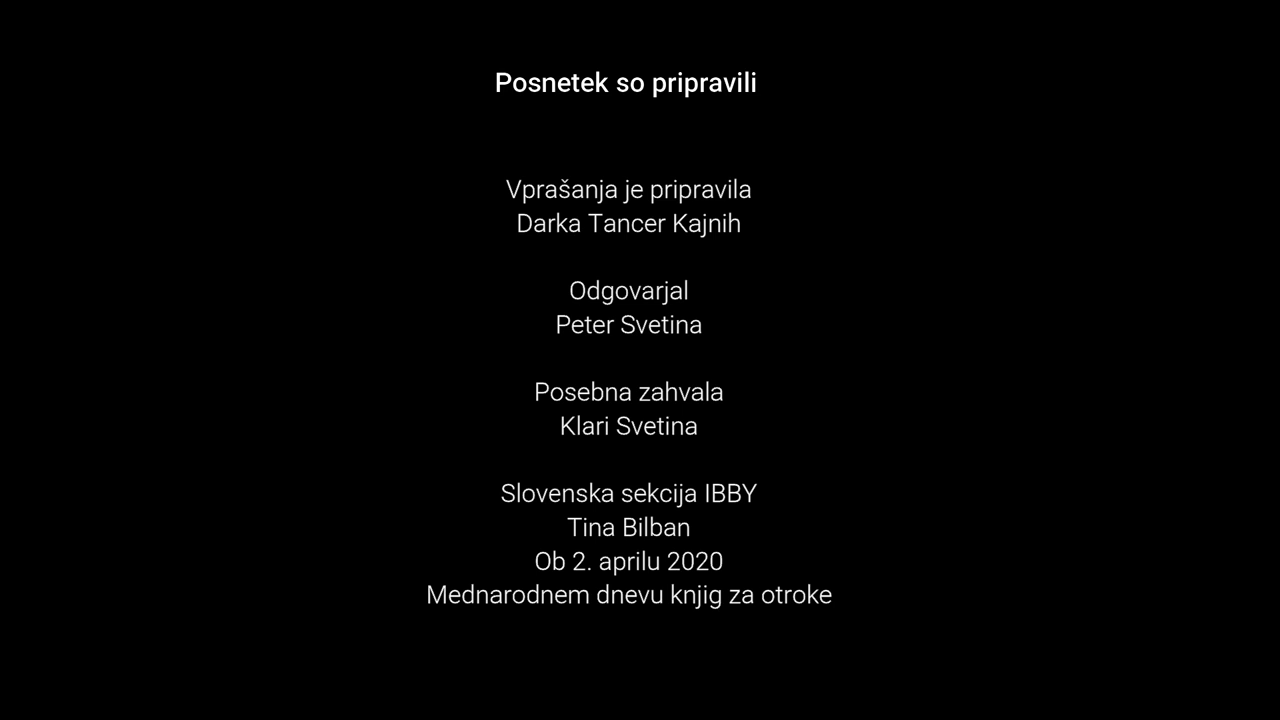 Posnetek so pripravili
Vprašanja je pripravila
Darka Tancer Kajnih
Odgovarjal
Peter Svetina
Posebna zahvala
Klari Svetina
Slovenska sekcija IBBY
Tina Bilban
Ob 2. aprilu 2020
Mednarodnem dnevu knjig za otroke